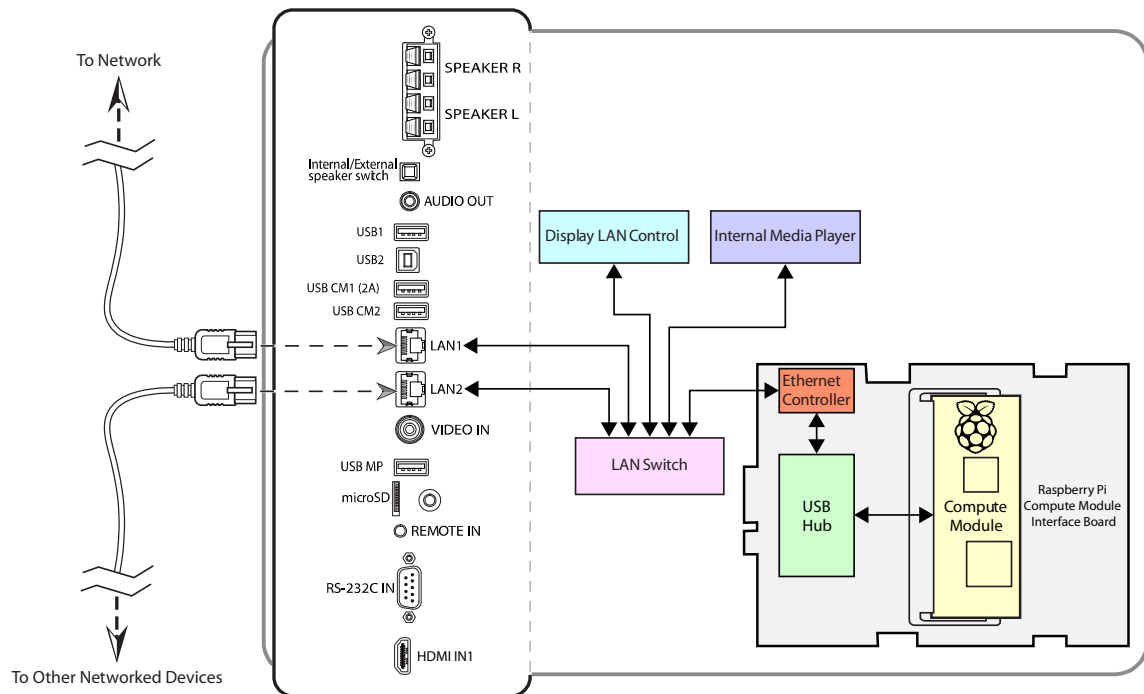 To Network
SPEAKER R
SPEAKER L
Internal/External
speaker switch
AUDIO OUT
USB1
USB2
USB CM1 (2A)
USB CM2
LAN1
LAN2
VIDEO IN
USB MP
microSD
REMOTE IN
RS-232C IN
HDMI IN1
To Other Networked Devices
Display LAN Control
Internal Media Player
LAN Switch
Ethernet
Controller
USB
Hub
Compute
Module
Raspberry Pi
Compute Module
Interface Board